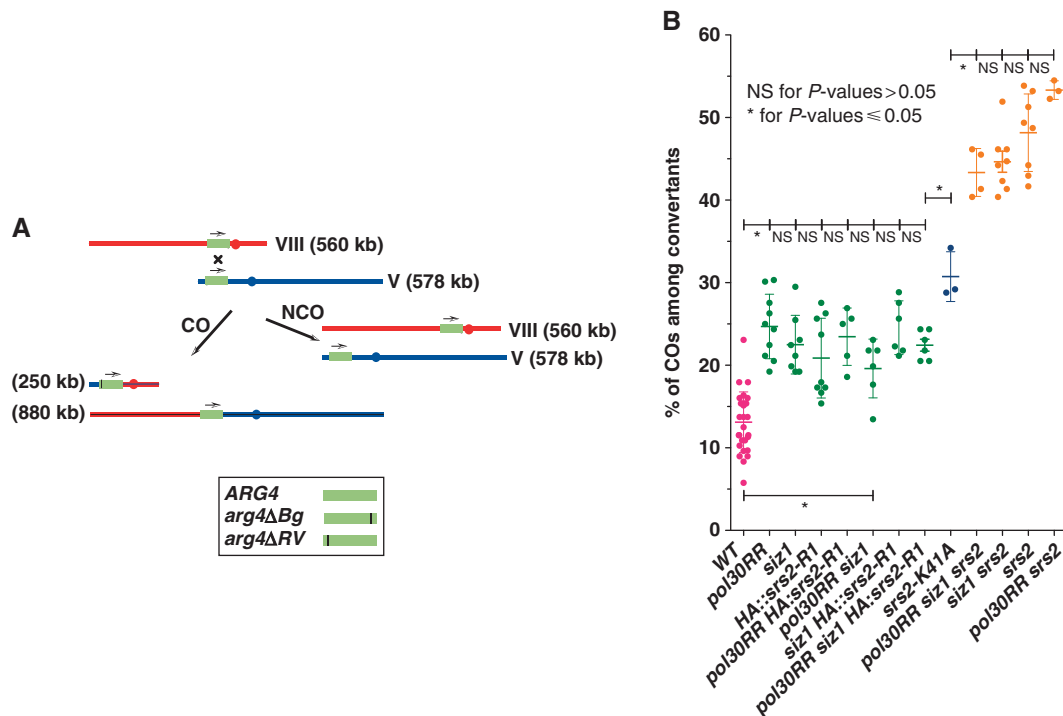 A
VIII (560 kb)
V (578 kb)
CO
NCO
VIII (560 kb)
V (578 kb)
(250 kb)
(880 kb)
ARG4
arg4ΔBg
arg4ΔRV
B
% of COs among convertants
60
50
40
30
20
10
0
NS for P-values > 0.05
* for P-values ≤ 0.05
* NS NS NS
*
* NS NS NS NS NS
*
WT
pol30RR
siz1
HA::srs2-R1
pol30RR HA:srs2-R1
pol30RR siz1
siz1 HA::srs2-R1
pol30RR siz1 HA:srs2-R1
srs2-K41A
pol30RR siz1 srs2
siz1 srs2
srs2
pol30RR srs2